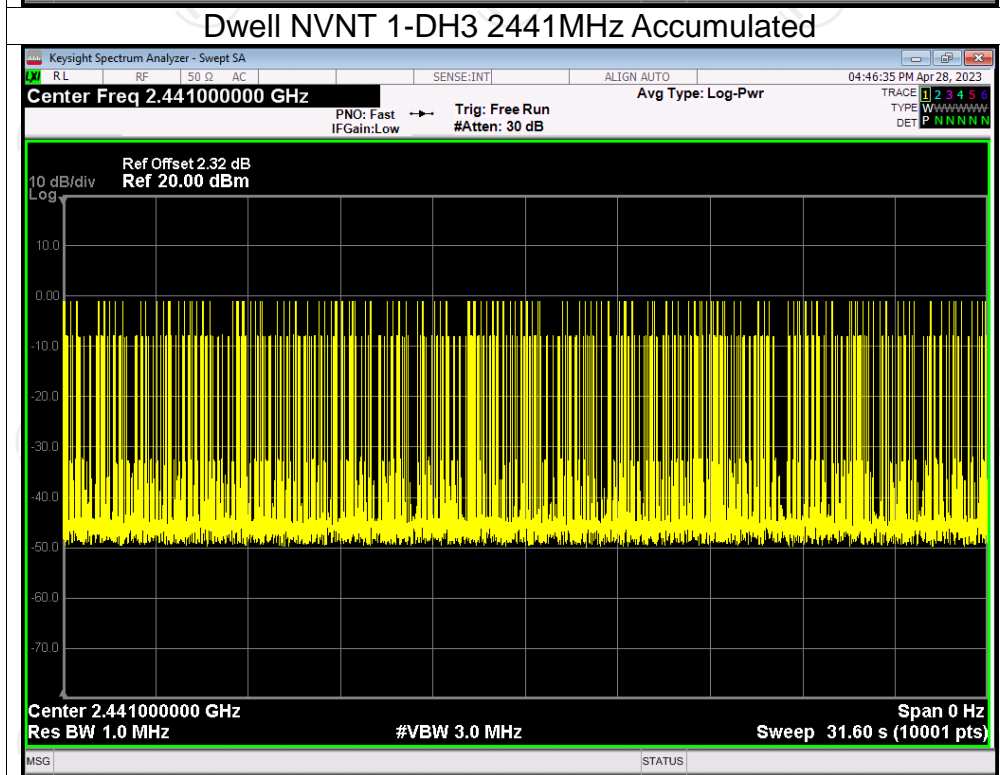 Dwell NVNT 1-DH3 2441MHz Accumulated
Keysight Spectrum Analyzer - Swept SA
LXI RL RF 50 Ω AC SENSE:INT ALIGN AUTO 04:46:35 PM Apr 28, 2023
Center Freq 2.441000000 GHz Avg Type: Log-Pwr TRACE 1 2 3 4 5 6
PNO: Fast Trig: Free Run TYPE WWWWWW
IFGain:Low #Atten: 30 dB DET P N N N N N
Ref Offset 2.32 dB
10 dB/div Ref 20.00 dBm
Log
10.0
0.00
-10.0
-20.0
-30.0
-40.0
-50.0
-60.0
-70.0
Center 2.441000000 GHz Span 0 Hz
Res BW 1.0 MHz #VBW 3.0 MHz Sweep 31.60 s (10001 pts)
MSG STATUS